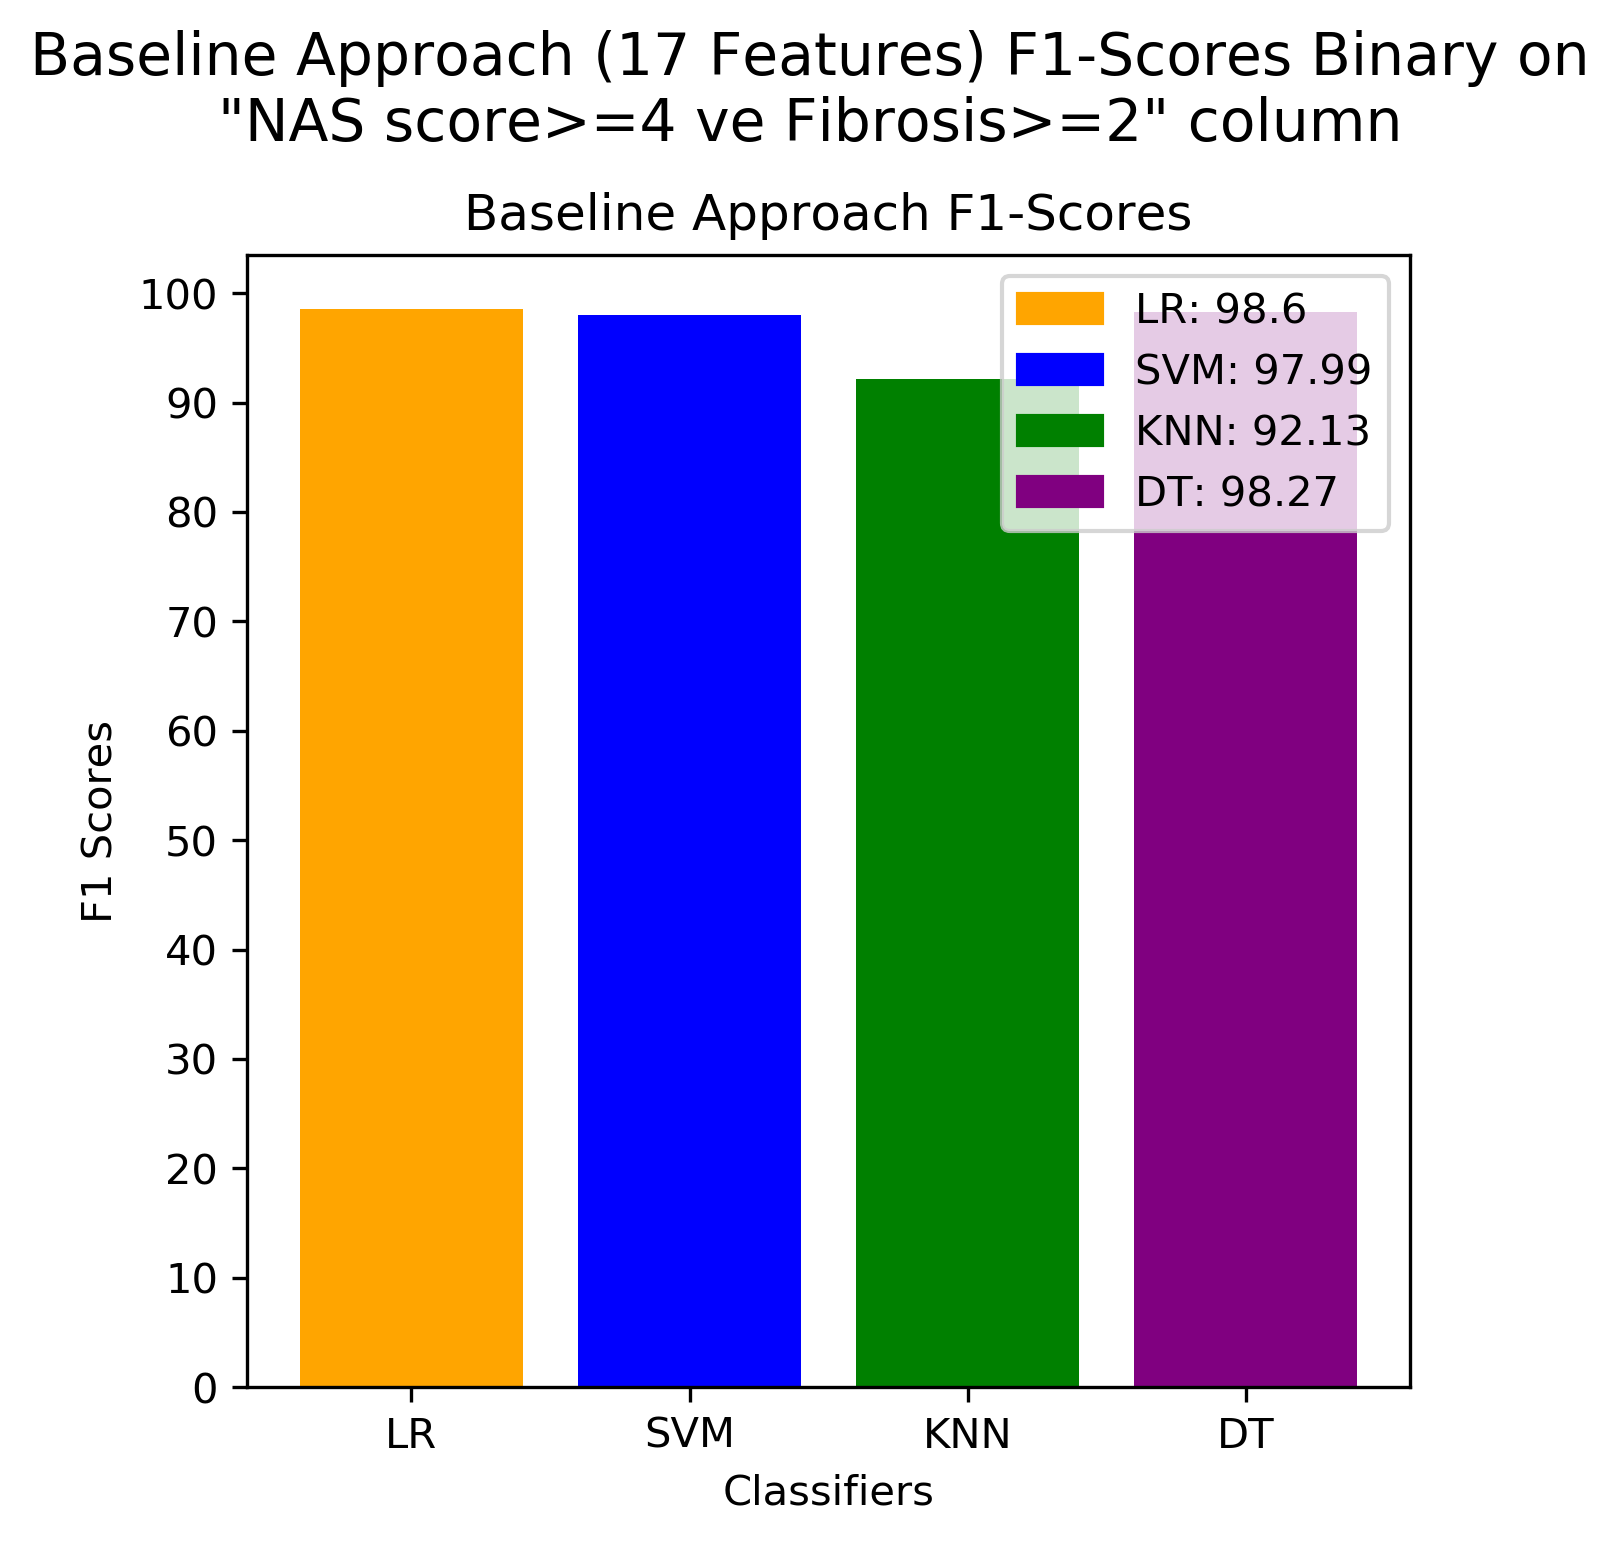 Baseline Approach (17 Features) F1-Scores Binary on
"NAS score>=4 ve Fibrosis>=2" column
Baseline Approach F1-Scores
100
90
80
70
60
50
40
30
20
10
0
F1 Scores
LR: 98.6
SVM: 97.99
KNN: 92.13
DT: 98.27
LR SVM KNN DT
Classifiers